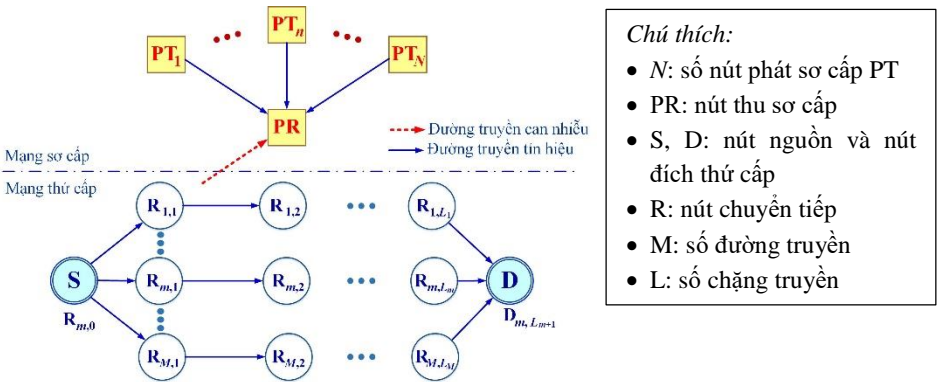 PT1
PTn
PTN
PR
Đường truyền can nhiễu
Đường truyền tín hiệu
Mạng sơ cấp
Mạng thứ cấp
R1,1
R1,2
R1,L1
S
Rm,0
Rm,1
Rm,2
Rm,Lm
D
Dm, Lm+1
RM,1
RM,2
RM,LM
Chú thích:
• N: số nút phát sơ cấp PT
• PR: nút thu sơ cấp
• S, D: nút nguồn và nút
đích thứ cấp
• R: nút chuyển tiếp
• M: số đường truyền
• L: số chặng truyền